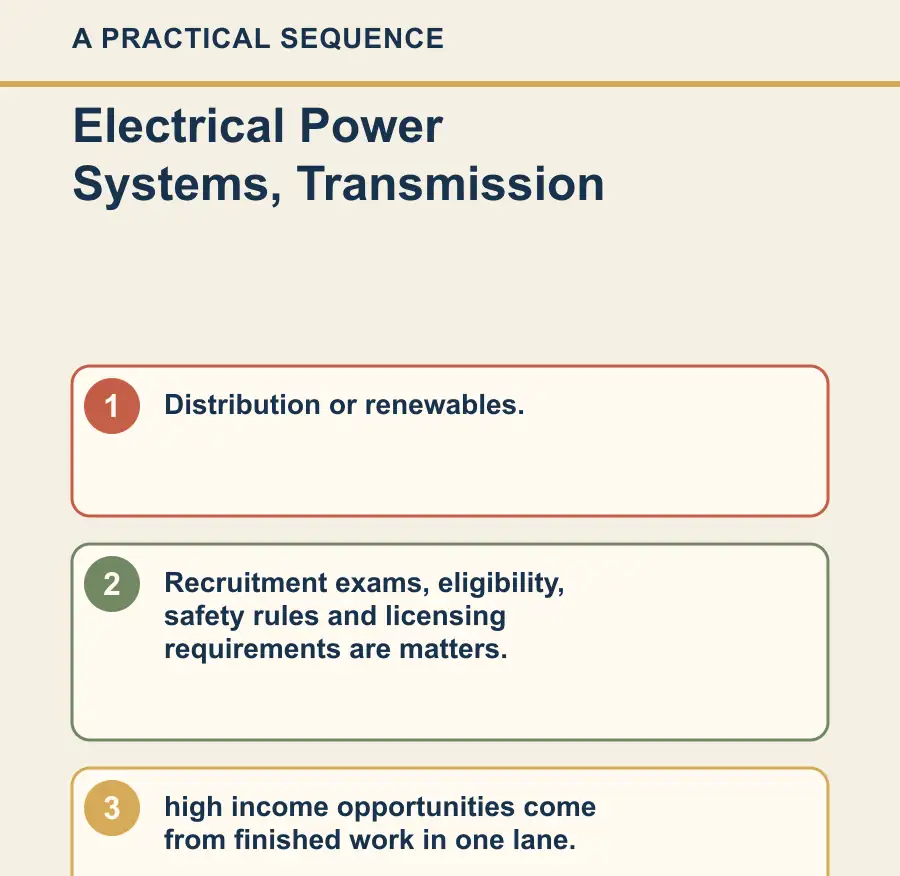 A PRACTICAL SEQUENCE
Electrical Power
Systems, Transmission
1
Distribution or renewables.
2
Recruitment exams, eligibility,
safety rules and licensing
requirements are matters.
3
high income opportunities come
from finished work in one lane.